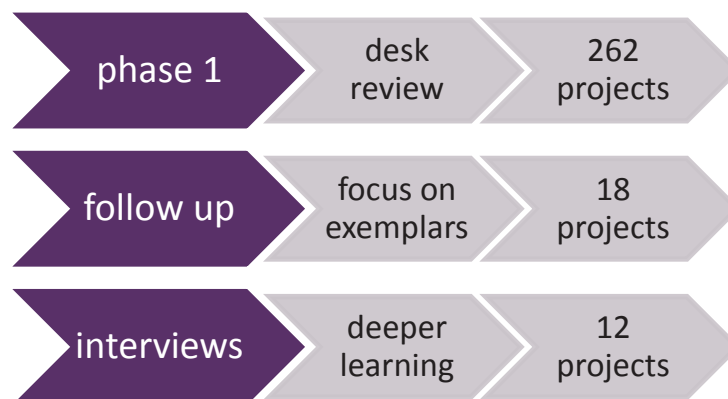 phase 1
desk
review
262
projects
follow up
focus on
exemplars
18
projects
interviews
deeper
learning
12
projects